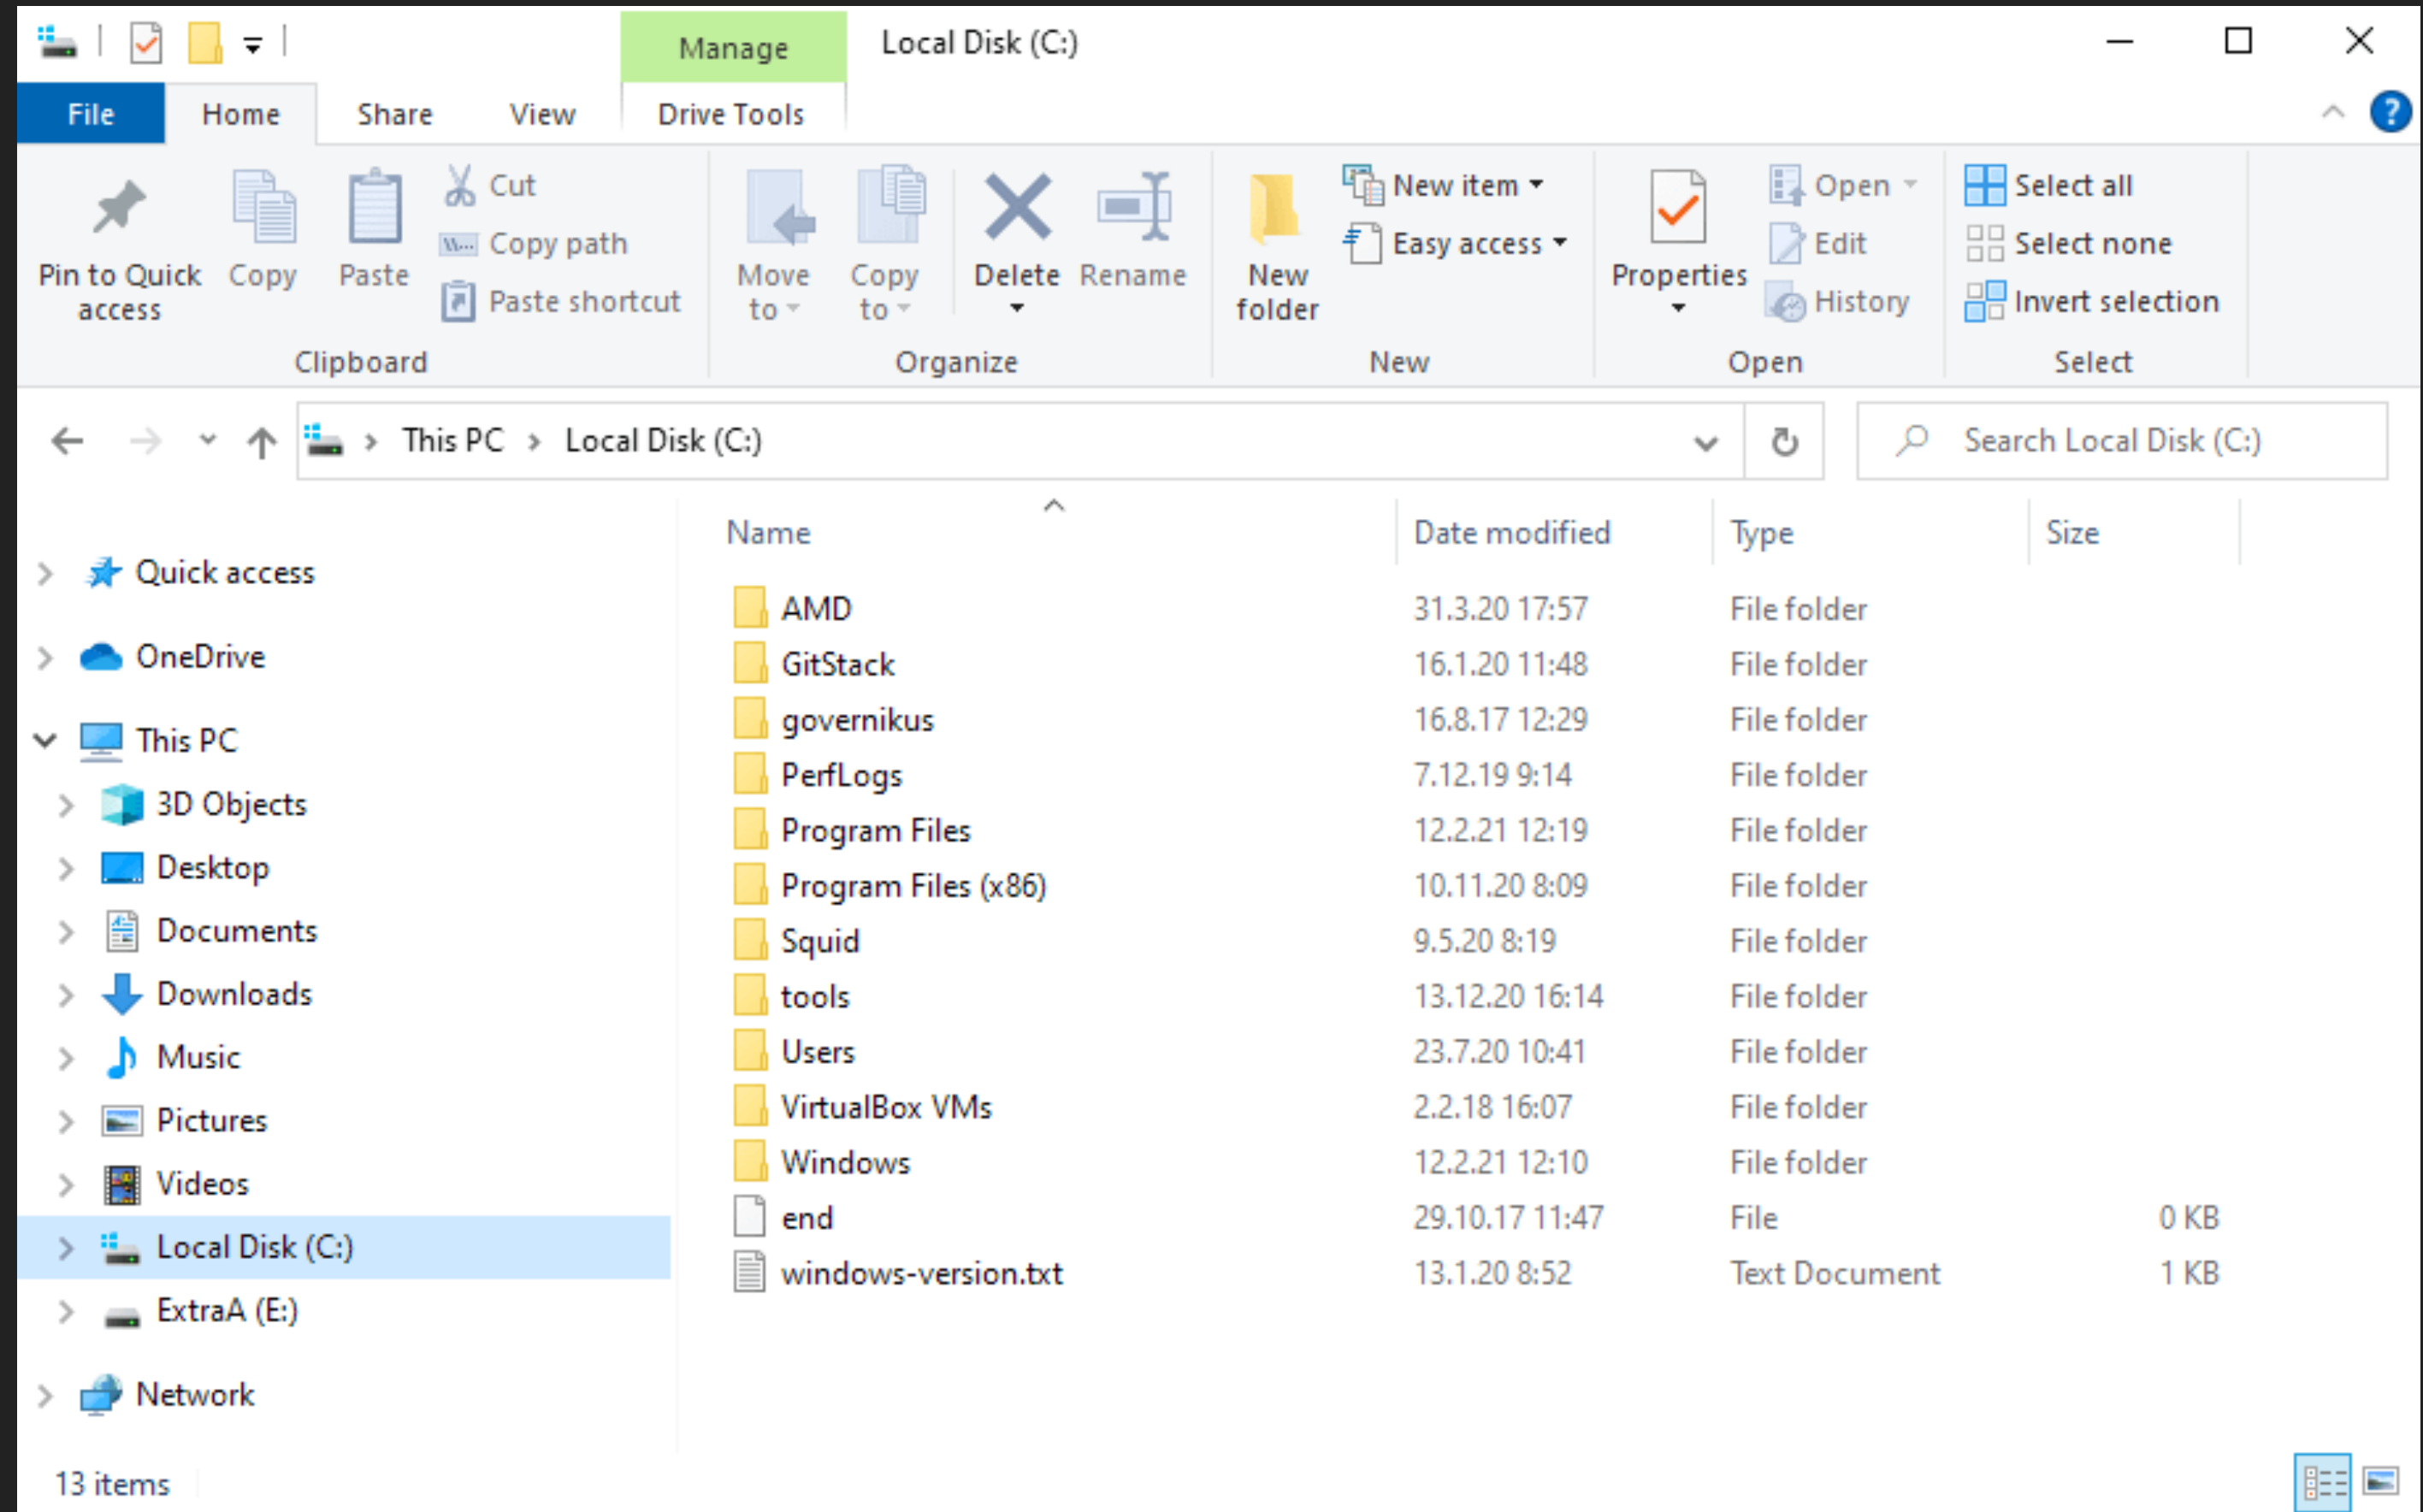 Manage
Local Disk (C:)
File Home Share View Drive Tools
Pin to Quick access
Copy
Paste
Cut
Copy path
Paste shortcut
Clipboard
Move to
Copy to
Delete
Rename
Organize
New folder
New item
Easy access
New
Properties
Open
Edit
History
Open
Select all
Select none
Invert selection
Select
This PC Local Disk (C:)
Search Local Disk (C:)
Quick access
OneDrive
This PC
3D Objects
Desktop
Documents
Downloads
Music
Pictures
Videos
Local Disk (C:)
ExtraA (E:)
Network
Name Date modified Type Size
AMD 31.3.20 17:57 File folder
GitStack 16.1.20 11:48 File folder
governikus 16.8.17 12:29 File folder
PerfLogs 7.12.19 9:14 File folder
Program Files 12.2.21 12:19 File folder
Program Files (x86) 10.11.20 8:09 File folder
Squid 9.5.20 8:19 File folder
tools 13.12.20 16:14 File folder
Users 23.7.20 10:41 File folder
VirtualBox VMs 2.2.18 16:07 File folder
Windows 12.2.21 12:10 File folder
end 29.10.17 11:47 File 0 KB
windows-version.txt 13.1.20 8:52 Text Document 1 KB
13 items